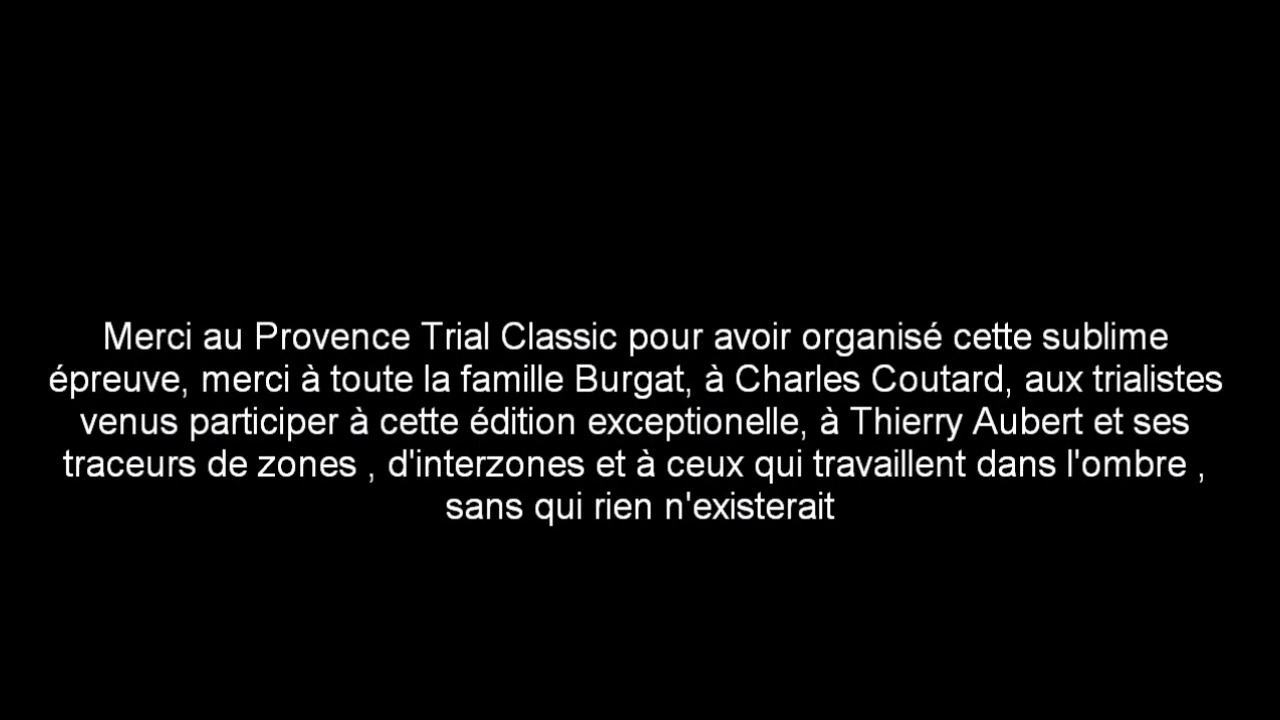 Merci au Provence Trial Classic pour avoir organisé cette sublime
épreuve, merci à toute la famille Burgat, à Charles Coutard, aux trialistes
venus participer à cette édition exceptionelle, à Thierry Aubert et ses
traceurs de zones , d'interzones et à ceux qui travaillent dans l'ombre ,
sans qui rien n'existerait